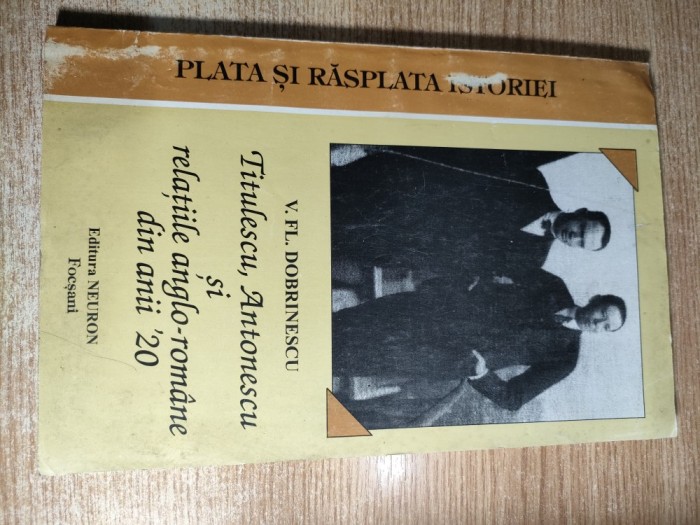 PLATA ȘI RĂSPLATA ISTORIEI
V. FL. DOBRINESCU
Titulescu, Antonescu
și
relațiile anglo-române
din anii '20
Editura NEURON
Focșani